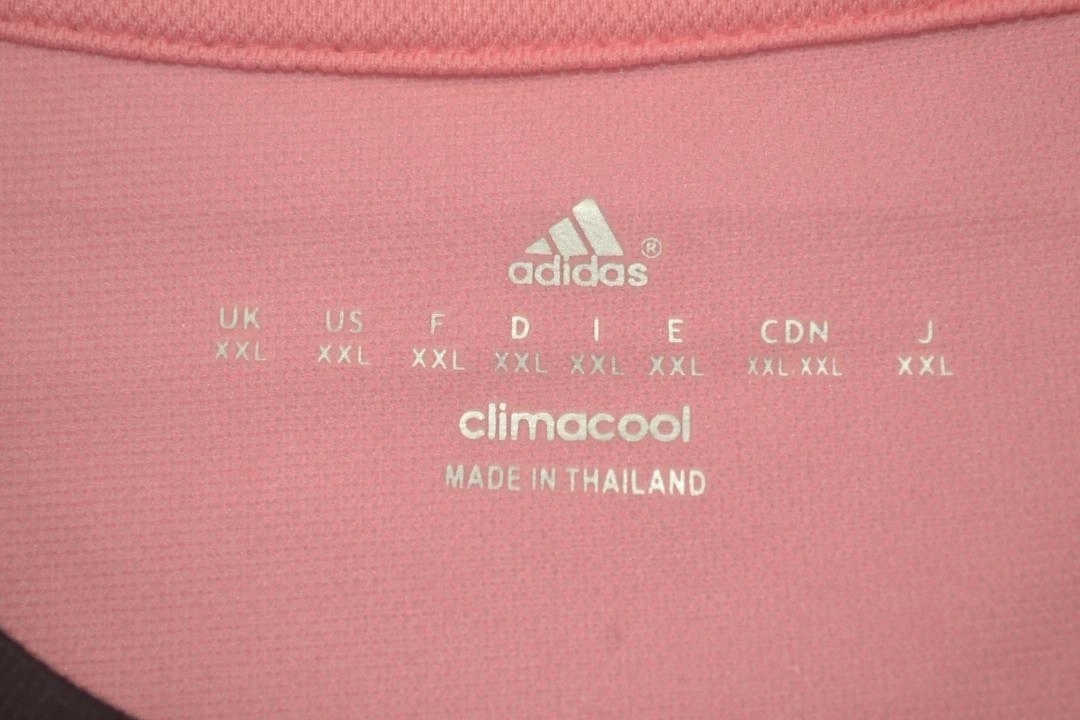 adidas®
UK US F D I E CDN J
XXL XXL XXL XXL XXL XXL XXL/XXL XXL
climacool
MADE IN THAILAND